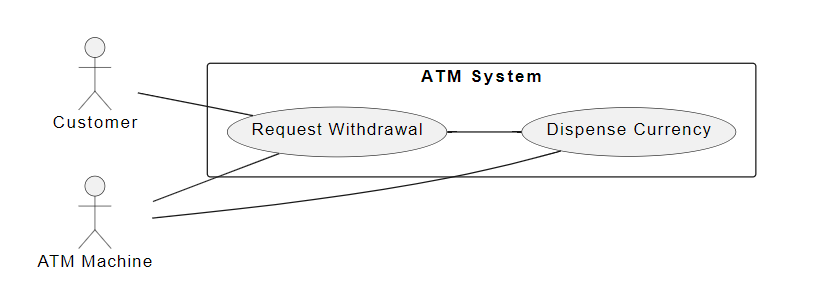 ATM System
Customer
Request Withdrawal
Dispense Currency
ATM Machine